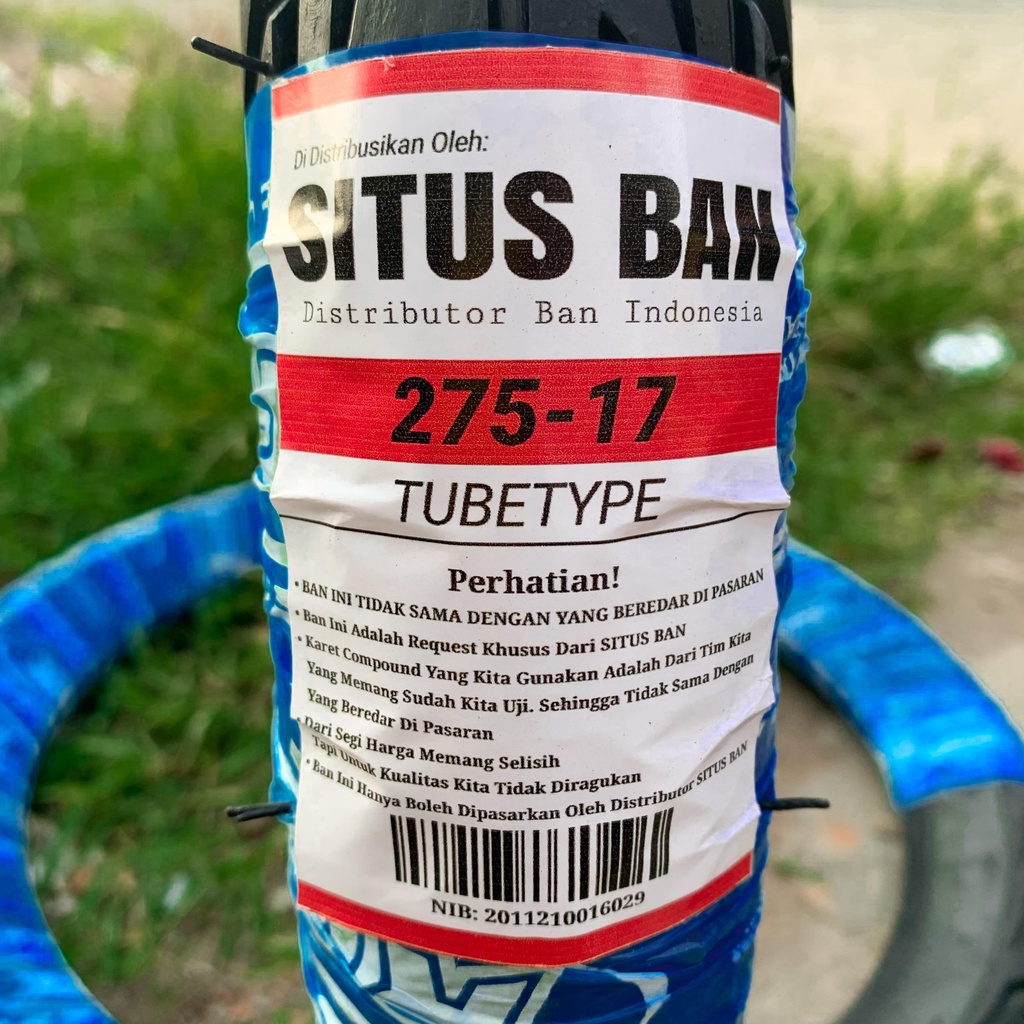 Di Distribusikan Oleh:
SITUS BAN
Distributor Ban Indonesia
275-17
TUBETYPE
Perhatian!
• BAN INI TIDAK SAMA DENGAN YANG BEREDAR DI PASARAN
• Ban Ini Adalah Request Khusus Dari SITUS BAN
• Karet Compound Yang Kita Gunakan Adalah Dari Tim Kita
Yang Memang Sudah Kita Uji. Sehingga Tidak Sama Dengan
Yang Beredar Di Pasaran
• Dari Segi Harga Memang Selisih
Tapi Untuk Kualitas Kita Tidak Diragukan
• Ban Ini Hanya Boleh Dipasarkan Oleh Distributor SITUS BAN
NIB: 2011210016029